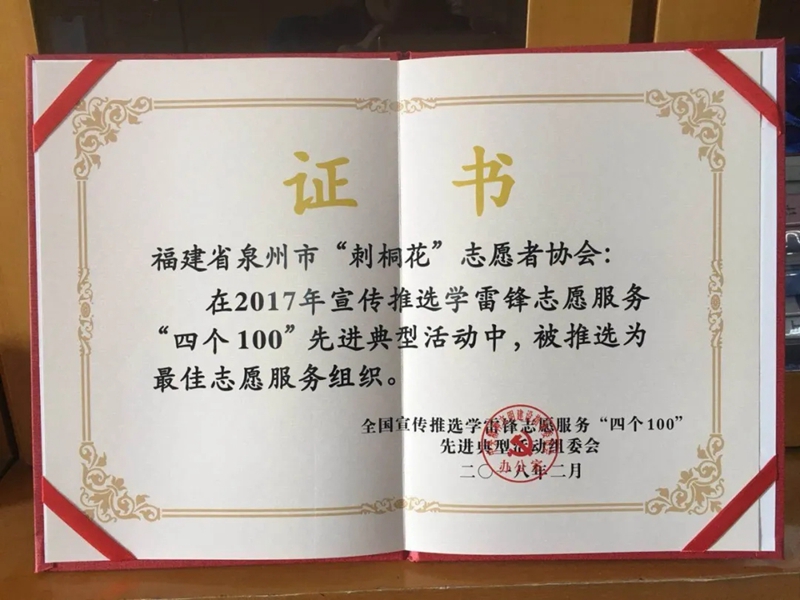 证 书
福建省泉州市“刺桐花”志愿者协会：
在2017年宣传推选学雷锋志愿服务
“四个100”先进典型活动中，被推选为
最佳志愿服务组织。
全国宣传推选学雷锋志愿服务“四个100”
先进典型活动组委会
二〇一八年二月
办公室